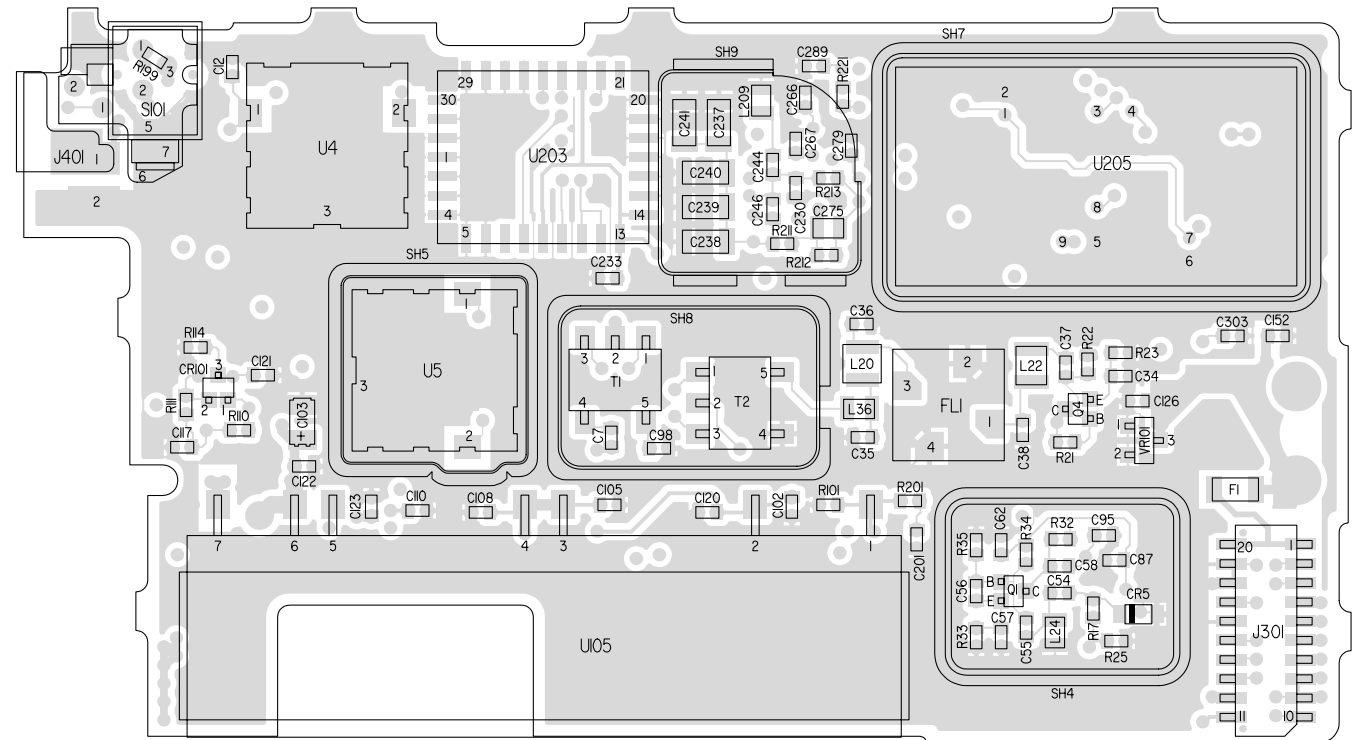 SH7
SH9
C289
1
R199
3
2
S101
5
7
6
2
1
J401
1
2
C12
1
2
U4
3
29
21
30
20
1
U203
4
14
5
13
L209
C266
R221
C241
C237
C267
C279
C244
C240
R213
C239
C246
C230
C275
C238
R211
R212
2
1
3
4
U205
8
9
5
7
6
SH5
C233
1
U5
3
2
SH8
3
2
1
T1
4
5
C7
C98
1
5
2
T2
3
4
C36
L20
L36
C35
2
3
FL1
1
4
L22
C38
C37
R22
R23
C34
Q4
C
E
B
R21
C126
1
VR101
3
2
C303
C152
R114
CR101
3
C121
R111
2
1
R110
C117
C103
+
C122
C123
C110
C108
C105
C120
C102
R101
R201
C201
7
6
5
4
3
2
1
U105
R35
C62
R34
R32
C95
C58
C87
C56
B
Q1
C
E
C54
CR5
R33
C57
C55
L24
R17
R25
SH4
F1
20
1
J301
11
10